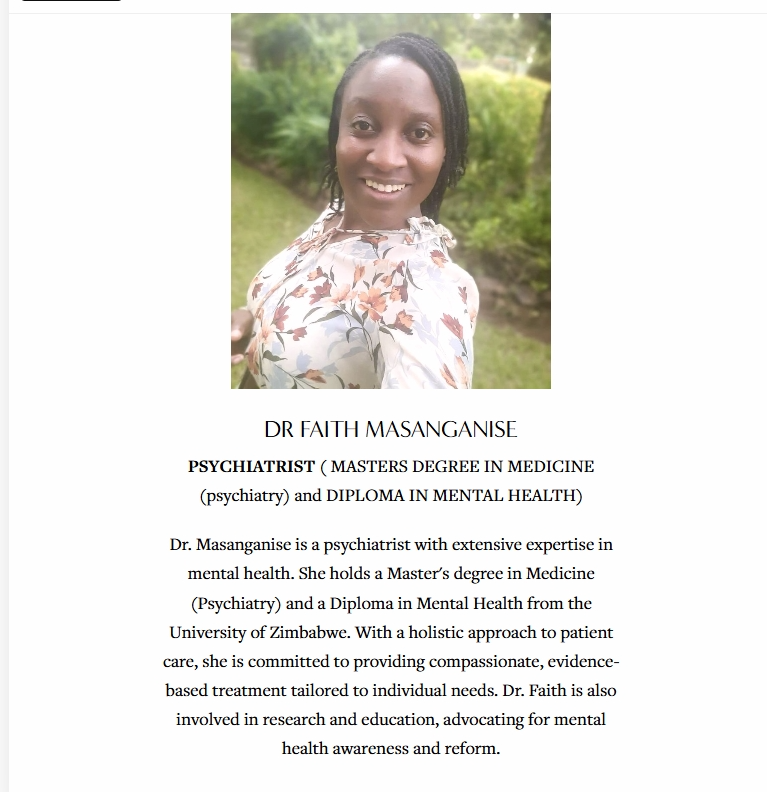 DR FAITH MASANGANISE
PSYCHIATRIST ( MASTERS DEGREE IN MEDICINE
(psychiatry) and DIPLOMA IN MENTAL HEALTH)
Dr. Masanganise is a psychiatrist with extensive expertise in
mental health. She holds a Master's degree in Medicine
(Psychiatry) and a Diploma in Mental Health from the
University of Zimbabwe. With a holistic approach to patient
care, she is committed to providing compassionate, evidence-
based treatment tailored to individual needs. Dr. Faith is also
involved in research and education, advocating for mental
health awareness and reform.